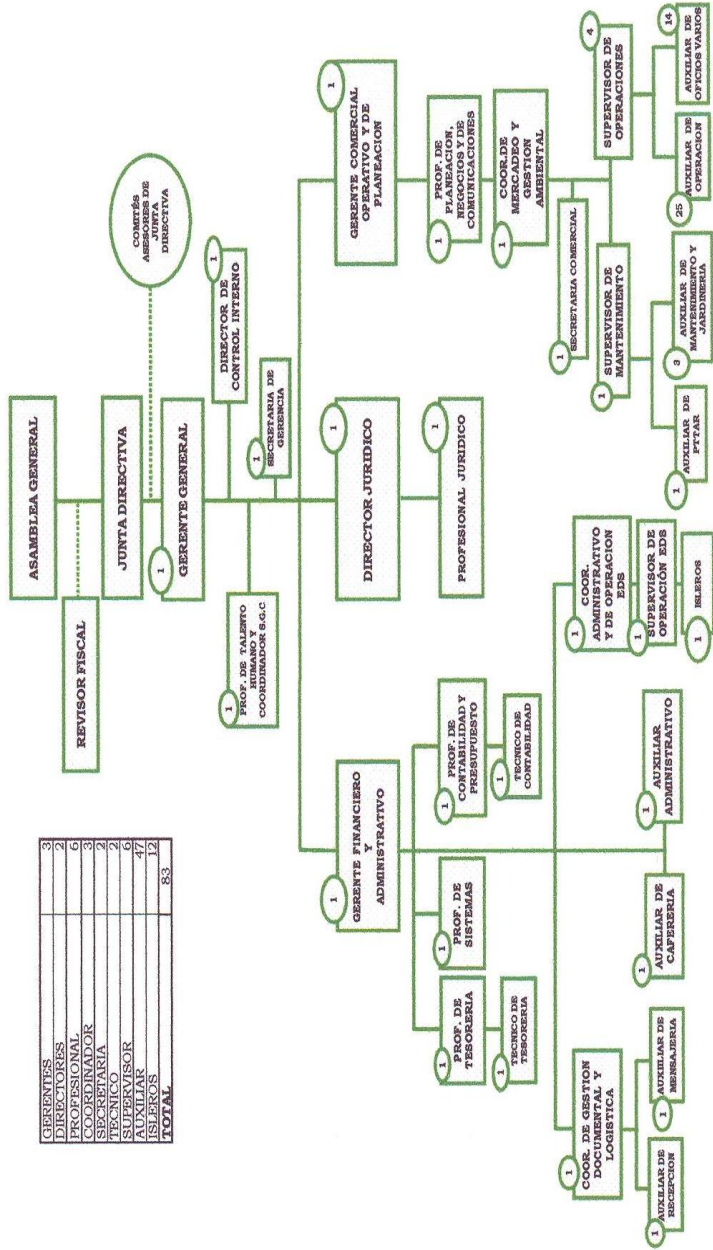 ASAMBLEA GENERAL
REVISOR FISCAL
JUNTA DIRECTIVA
COMITÉS
ASESORES DE
JUNTA
DIRECTIVA
1
GERENTE GENERAL
1
DIRECTOR DE
CONTROL INTERNO
1
SECRETARIA DE
GERENCIA
1
PROF. DE TALENTO
HUMANO Y
COORDINADOR S.G.C
GERENTES 3
DIRECTORES 2
PROFESIONAL 6
COORDINADOR 3
SECRETARIA 2
TECNICO 2
SUPERVISOR 6
AUXILIAR 47
ISLEROS 12
TOTAL 83
1
GERENTE FINANCIERO
Y
ADMINISTRATIVO
1
DIRECTOR JURIDICO
1
GERENTE COMERCIAL
OPERATIVO Y DE
PLANEACION
1
PROF. DE
TESORERIA
1
TECNICO DE
TESORERIA
1
PROF. DE
SISTEMAS
1
PROF. DE
CONTABILIDAD Y
PRESUPUESTO
1
TECNICO DE
CONTABILIDAD
1
PROFESIONAL JURIDICO
1
PROF. DE
PLANEACION,
NEGOCIOS Y DE
COMUNICACIONES
1
COOR.DE
MERCADEO Y
GESTION
AMBIENTAL
1
SECRETARIA COMERCIAL
1
COOR. DE GESTION
DOCUMENTAL Y
LOGISTICA
1
AUXILIAR DE
RECEPCION
1
AUXILIAR DE
MENSAJERIA
1
AUXILIAR DE
CAFERERIA
1
AUXILIAR
ADMINISTRATIVO
1
COOR.
ADMINISTRATIVO
Y DE OPERACION
EDS
1
SUPERVISOR DE
OPERACIÓN EDS
1
ISLEROS
1
SUPERVISOR DE
MANTENIMIENTO
1
AUXILIAR DE
PTTAR
3
AUXILIAR DE
MANTENIMIENTO Y
JARDINERIA
4
SUPERVISOR DE
OPERACIONES
25
AUXILIAR DE
OPERACION
14
AUXILIAR DE
OFICIOS VARIOS